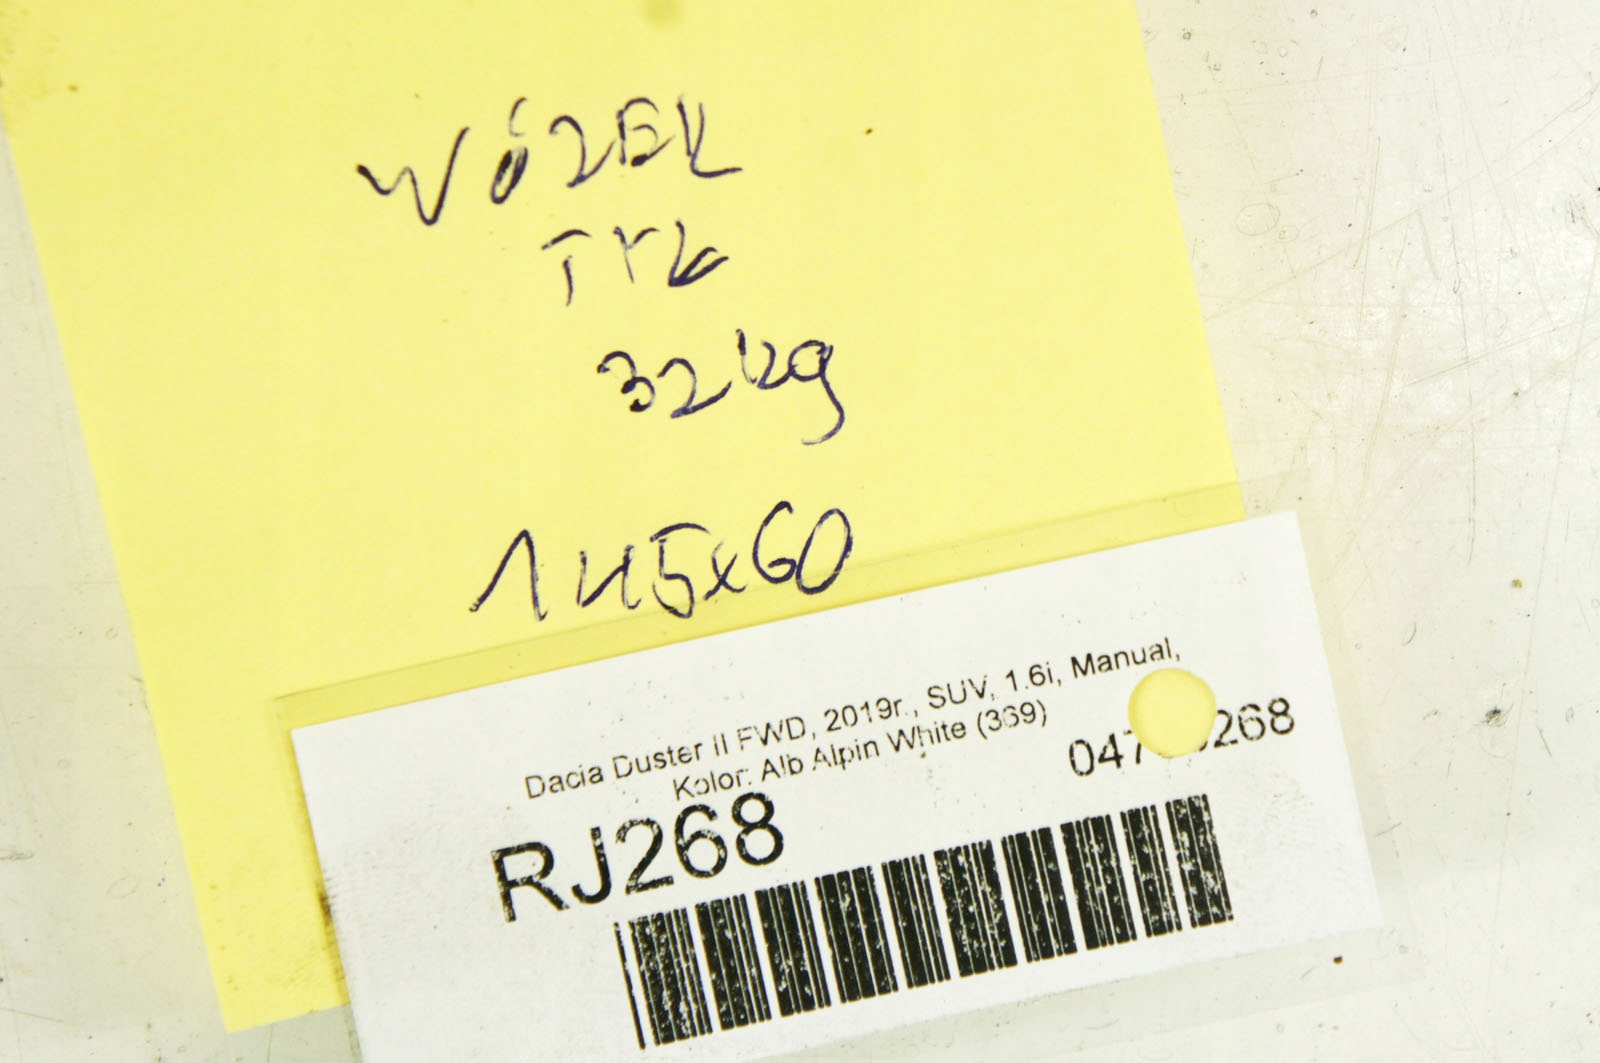 WÓZEK
TYŁ
32kg
145x60
Dacia Duster II FWD, 2019r., SUV, 1.6i, Manual,
Kolor: Alb Alpin White (369)
RJ268